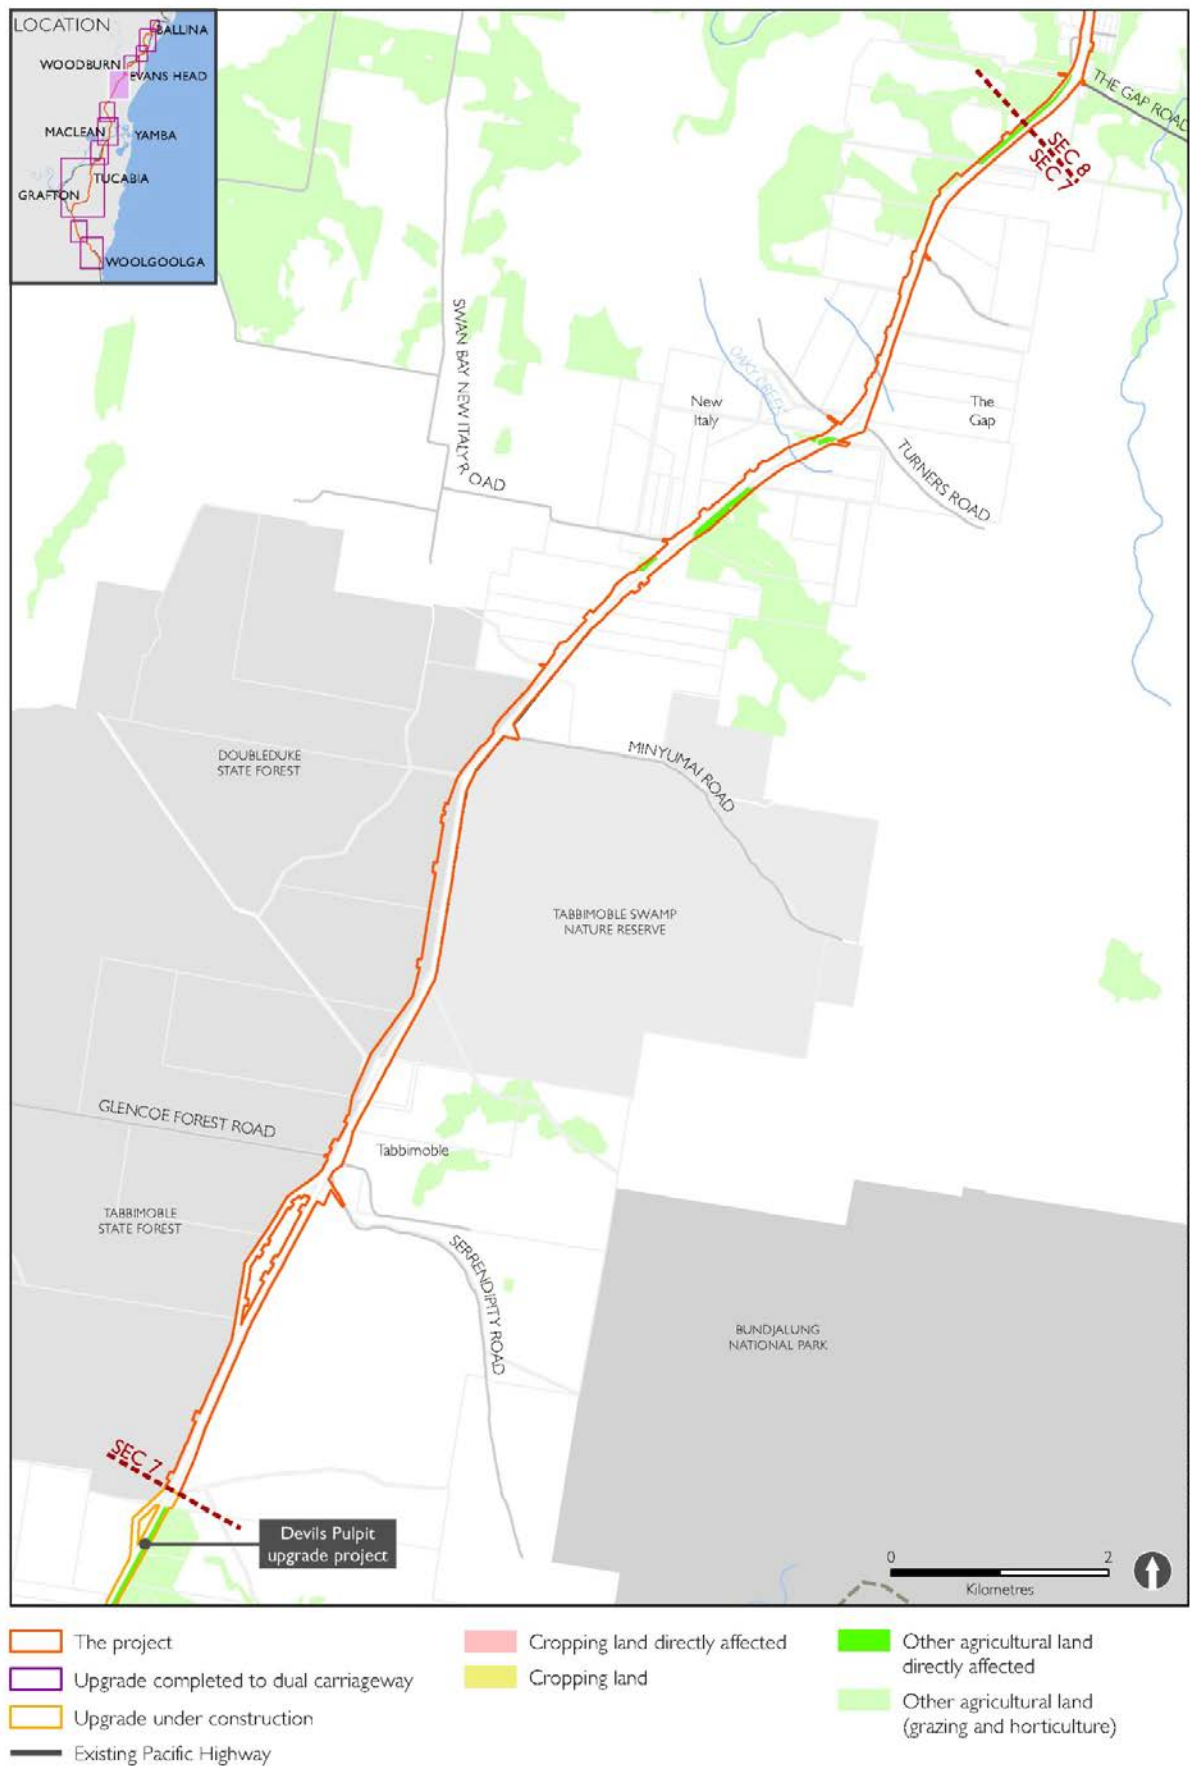 LOCATION
BALLINA
WOODBURN
EVANS HEAD
MACLEAN
YAMBA
TUCABIA
GRAFTON
WOOLGOOLGA
THE GAP ROAD
SEC 8
SEC 7
SWAN BAY NEW ITALY ROAD
OAKY CREEK
New
Italy
The
Gap
TURNERS ROAD
DOUBLEDUKE
STATE FOREST
MINYUMAI ROAD
TABBIMOBLE SWAMP
NATURE RESERVE
GLENCOE FOREST ROAD
Tabbimoble
TABBIMOBLE
STATE FOREST
SERRENDIPITY ROAD
BUNDJALUNG
NATIONAL PARK
SEC 7
Devils Pulpit
upgrade project
0 2
Kilometres
The project
Upgrade completed to dual carriageway
Upgrade under construction
Existing Pacific Highway
Cropping land directly affected
Cropping land
Other agricultural land
directly affected
Other agricultural land
(grazing and horticulture)